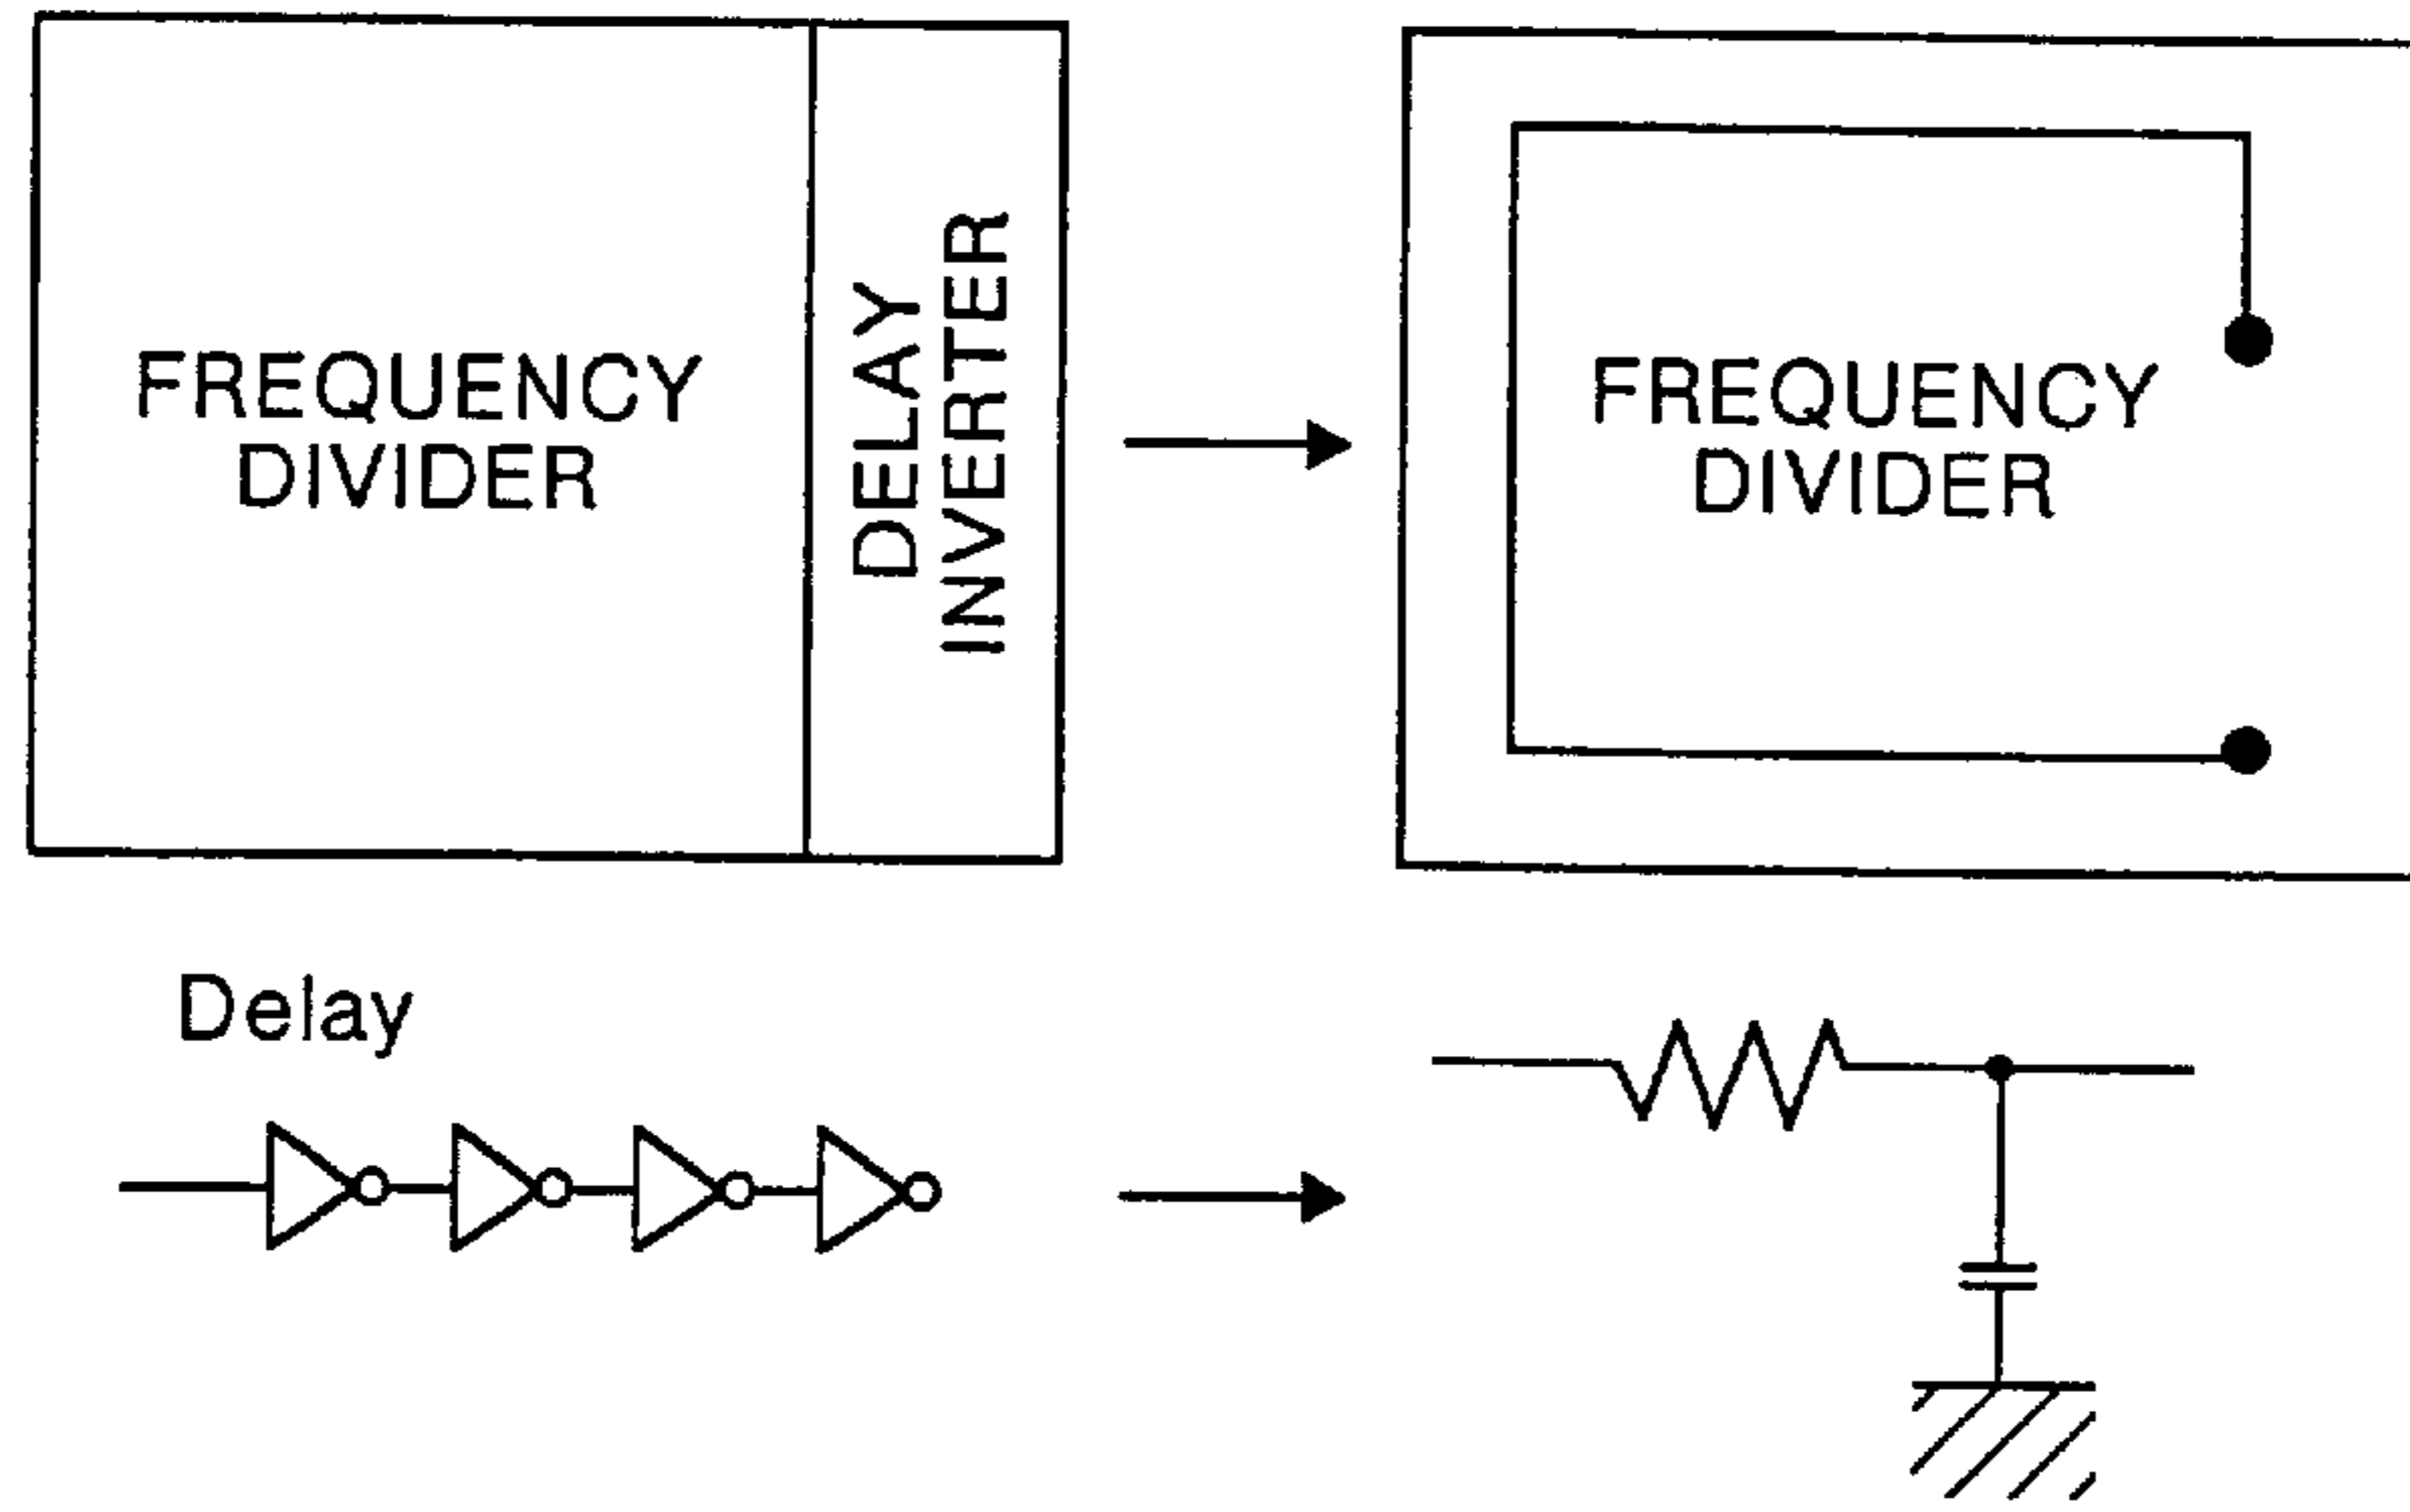 FREQUENCY
DIVIDER
DELAY
INVERTER
FREQUENCY
DIVIDER
Delay